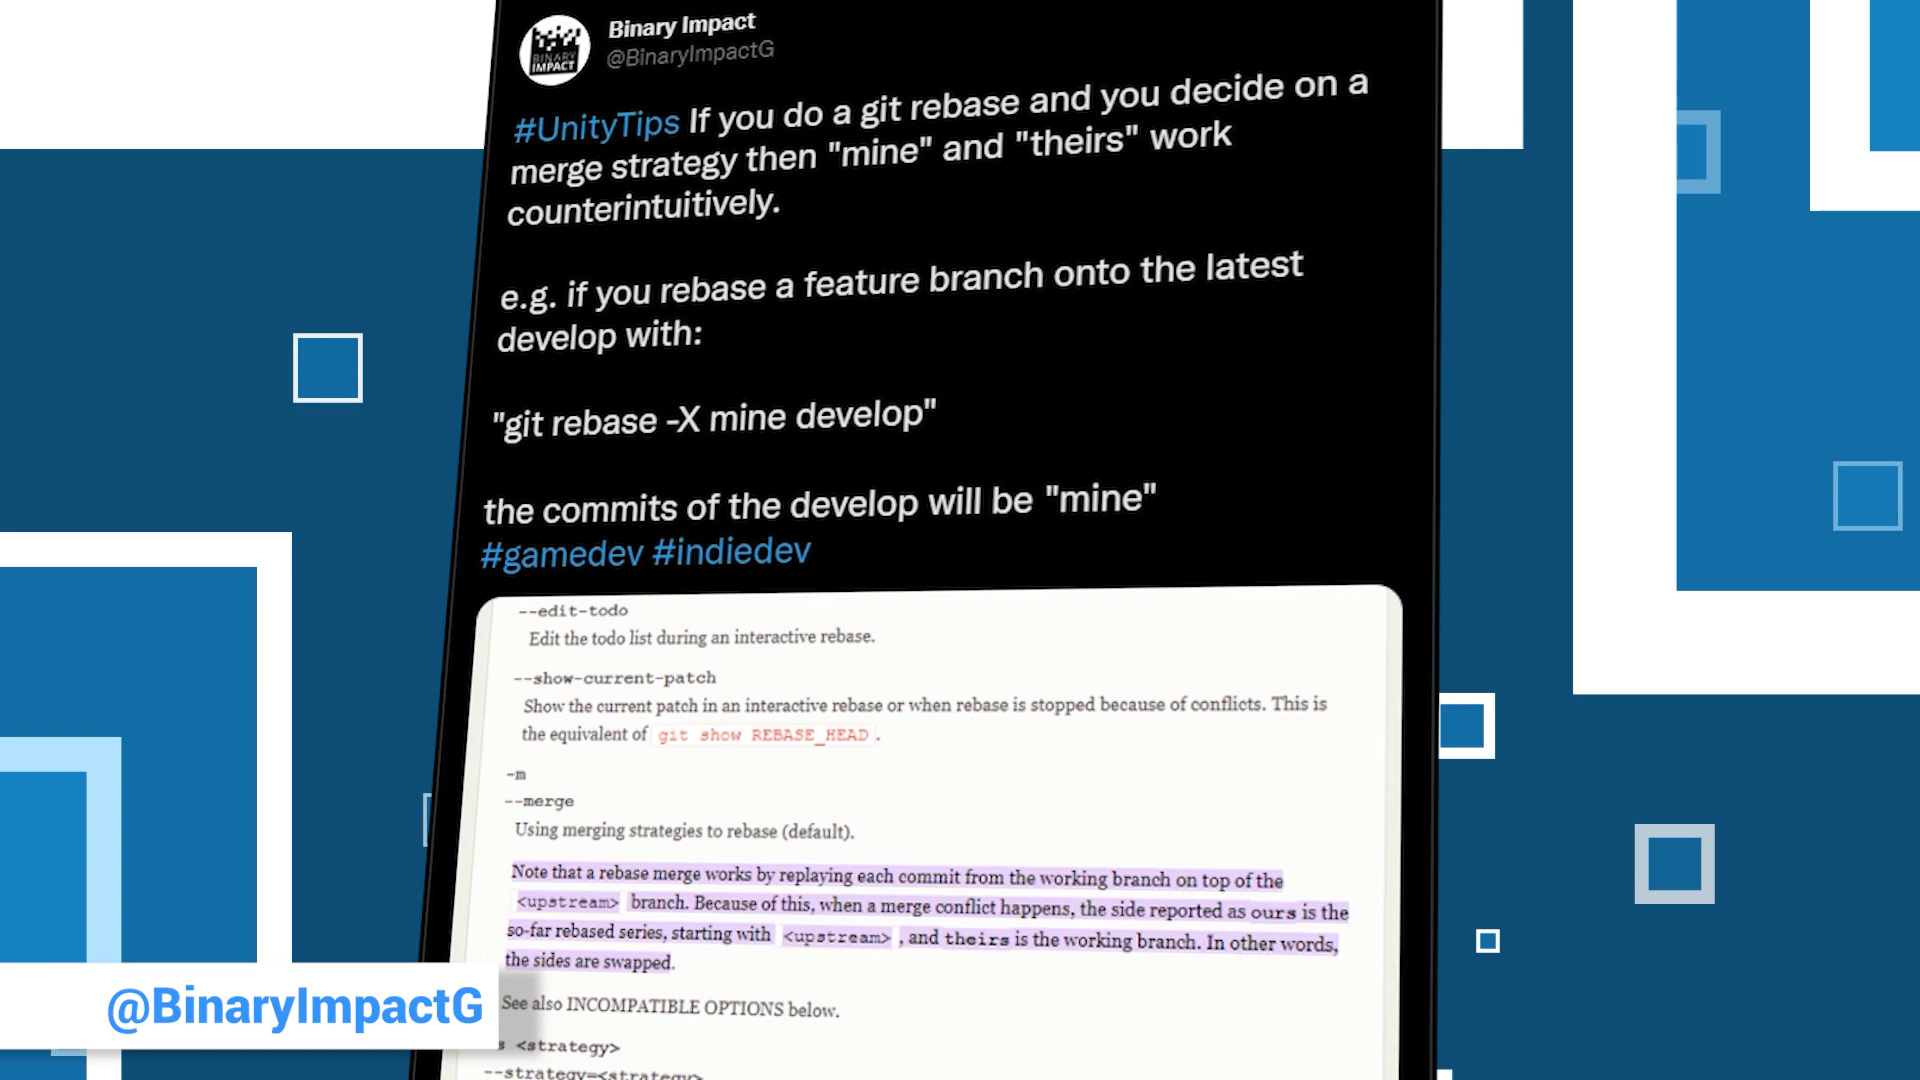 Binary Impact
@BinaryImpactG
BINARY
IMPACT
#UnityTips If you do a git rebase and you decide on a
merge strategy then "mine" and "theirs" work
counterintuitively.
e.g. if you rebase a feature branch onto the latest
develop with:
"git rebase -X mine develop"
the commits of the develop will be "mine"
#gamedev #indiedev
--edit-todo
Edit the todo list during an interactive rebase.
--show-current-patch
Show the current patch in an interactive rebase or when rebase is stopped because of conflicts. This is
the equivalent of git show REBASE_HEAD .
-m
--merge
Using merging strategies to rebase (default).
Note that a rebase merge works by replaying each commit from the working branch on top of the
<upstream> branch. Because of this, when a merge conflict happens, the side reported as ours is the
so-far rebased series, starting with <upstream> , and theirs is the working branch. In other words,
the sides are swapped.
See also INCOMPATIBLE OPTIONS below.
s <strategy>
--strategy=<strategy>
@BinaryImpactG